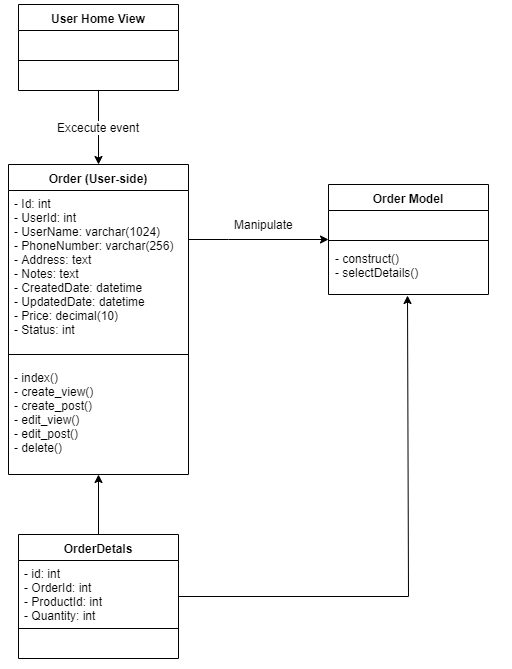 User Home View
Excecute event
Order (User-side)
- Id: int
- UserId: int
- UserName: varchar(1024)
- PhoneNumber: varchar(256)
- Address: text
- Notes: text
- CreatedDate: datetime
- UpdatedDate: datetime
- Price: decimal(10)
- Status: int
- index()
- create_view()
- create_post()
- edit_view()
- edit_post()
- delete()
Manipulate
Order Model
- construct()
- selectDetails()
OrderDetals
- id: int
- OrderId: int
- ProductId: int
- Quantity: int